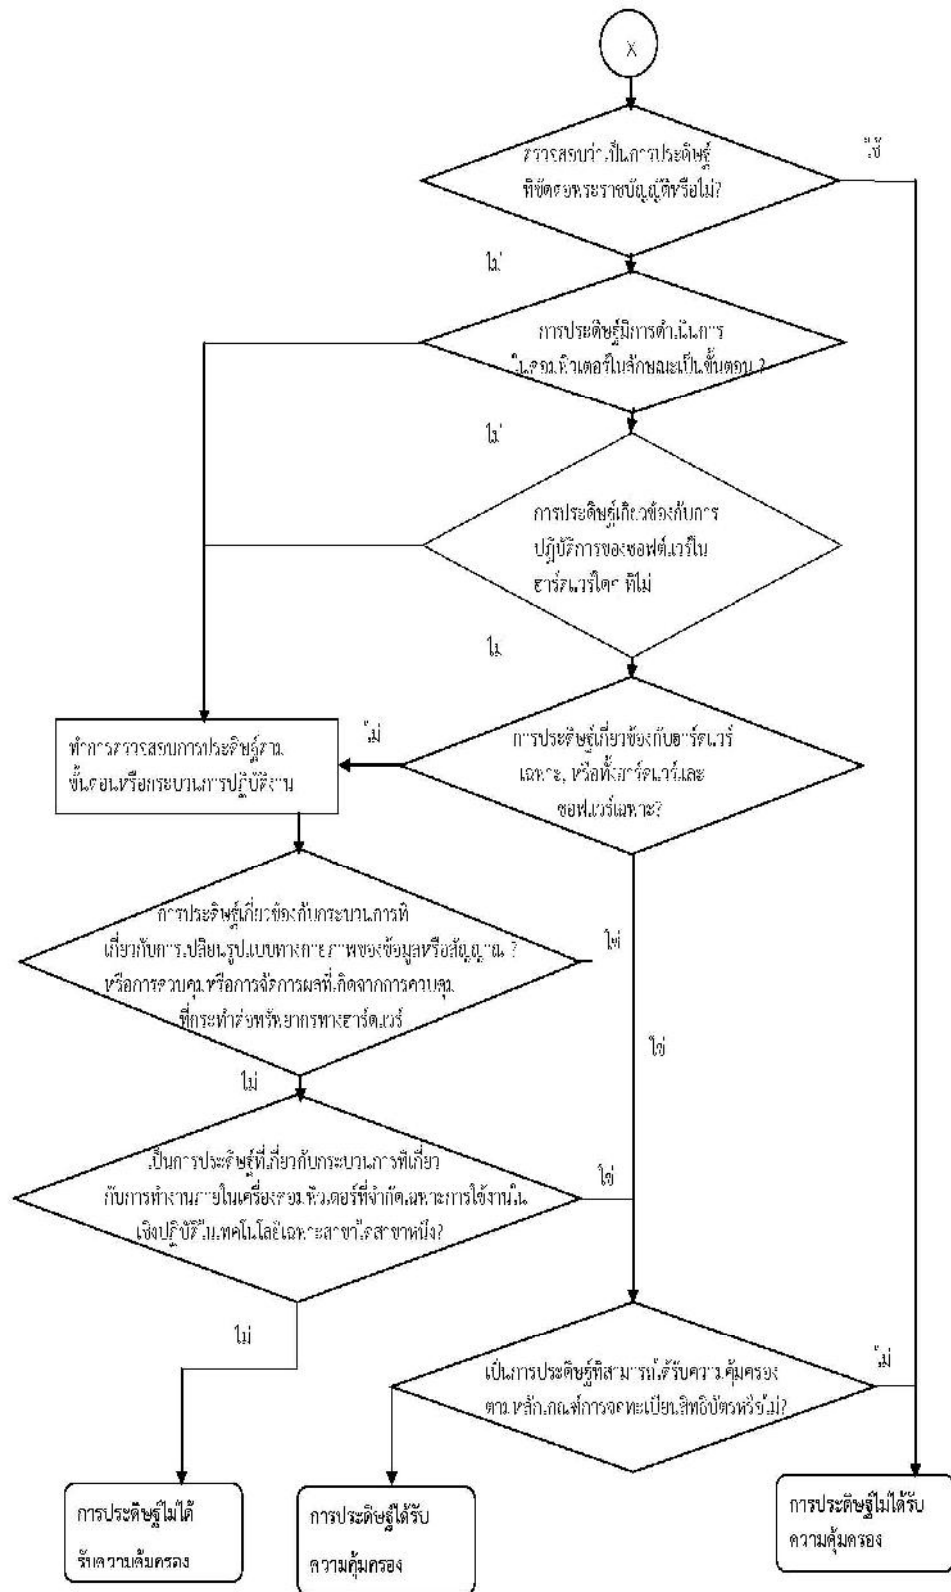 X
ตรวจสอบว่าเป็นการประดิษฐ์
ที่ขัดต่อพระราชบัญญัติหรือไม่?
ใช่
ไม่
การประดิษฐ์มีการดำเนินการ
ในคอมพิวเตอร์ในลักษณะเป็นขั้นตอน ?
ไม่
การประดิษฐ์เกี่ยวข้องกับการ
ปฏิบัติการของซอฟต์แวร์ใน
ฮาร์ดแวร์ใดๆ ที่ไม่
ไม่
ไม่
การประดิษฐ์เกี่ยวข้องกับฮาร์ดแวร์
เฉพาะ, หรือทั้งฮาร์ดแวร์และ
ซอฟแวร์เฉพาะ?
ทำการตรวจสอบการประดิษฐ์ตาม
ขั้นตอนหรือกระบวนการปฏิบัติงาน
การประดิษฐ์เกี่ยวข้องกับกระบวนการที่
เกี่ยวกับการเปลี่ยนรูปแบบทางกายภาพของข้อมูลหรือสัญญาณ ?
หรือการควบคุมหรือการจัดการผลที่เกิดจากการควบคุม
ที่กระทำต่อทรัพยากรทางฮาร์ดแวร์
ใช่
ใช่
ไม่
เป็นการประดิษฐ์ที่เกี่ยวกับกระบวนการที่เกี่ยว
กับการทำงานภายในเครื่องคอมพิวเตอร์ที่จำกัดเฉพาะการใช้งานใน
เชิงปฏิบัติในเทคโนโลยีเฉพาะสาขาใดสาขาหนึ่ง?
ใช่
ไม่
เป็นการประดิษฐ์ที่สามารถได้รับความคุ้มครอง
ตามหลักเกณฑ์การจดทะเบียนสิทธิบัตรหรือไม่?
ไม่
การประดิษฐ์ไม่ได้
รับความคุ้มครอง
การประดิษฐ์ได้รับ
ความคุ้มครอง
การประดิษฐ์ไม่ได้รับ
ความคุ้มครอง